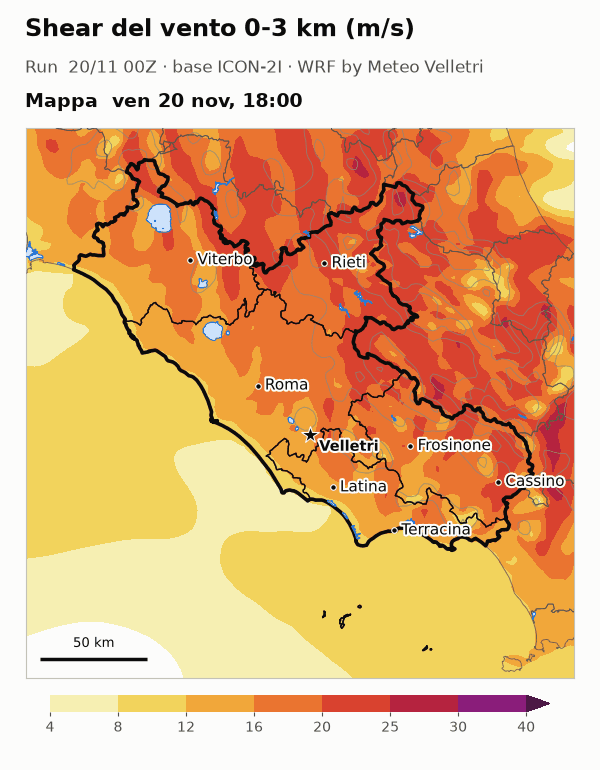 Shear del vento 0-3 km (m/s)
Run  20/11 00Z · base ICON-2I · WRF by Meteo Velletri
Mappa  ven 20 nov, 18:00
Viterbo
Rieti
Roma
Velletri
Frosinone
Latina
Cassino
Terracina
50 km
4 8 12 16 20 25 30 40